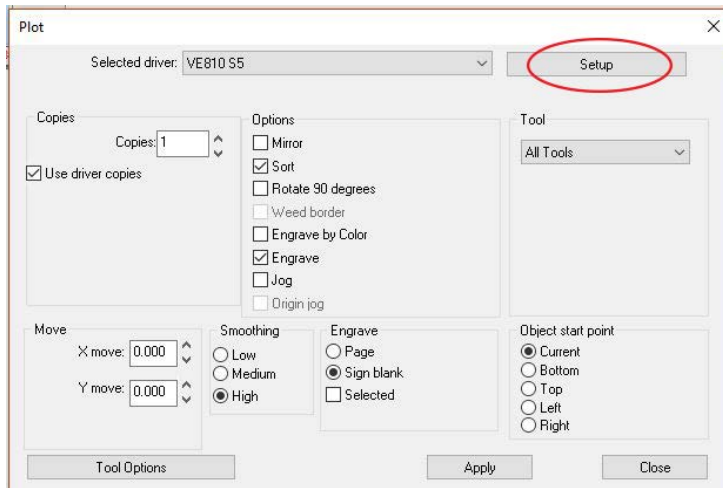 Plot
Selected driver: VE810 S5
Setup
Copies
Copies: 1
Use driver copies
Options
Mirror
Sort
Rotate 90 degrees
Weed border
Engrave by Color
Engrave
Jog
Origin jog
Tool
All Tools
Move
X move: 0.000
Y move: 0.000
Smoothing
Low
Medium
High
Engrave
Page
Sign blank
Selected
Object start point
Current
Bottom
Top
Left
Right
Tool Options
Apply
Close